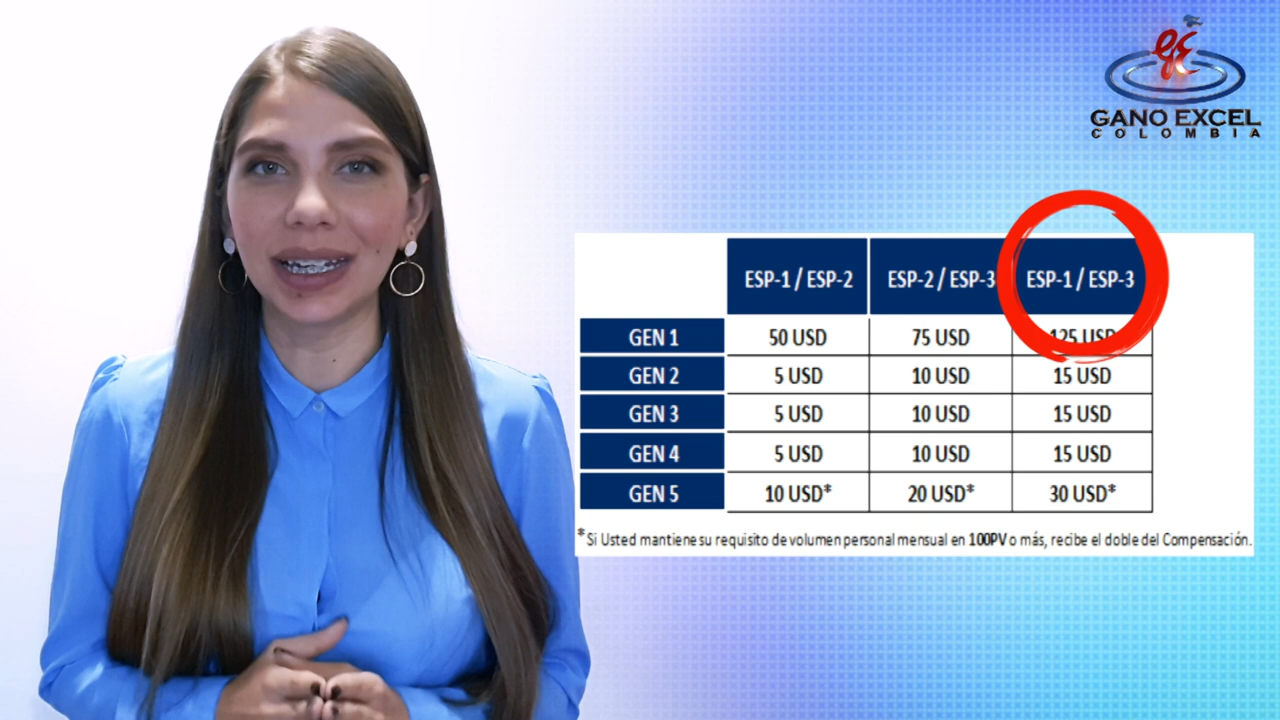 GANO EXCEL
COLOMBIA
ESP-1 / ESP-2 ESP-2 / ESP-3 ESP-1 / ESP-3
GEN 1 50 USD 75 USD 125 USD
GEN 2 5 USD 10 USD 15 USD
GEN 3 5 USD 10 USD 15 USD
GEN 4 5 USD 10 USD 15 USD
GEN 5 10 USD* 20 USD* 30 USD*
*Si Usted mantiene su requisito de volumen personal mensual en 100PV o más, recibe el doble del Compensación.